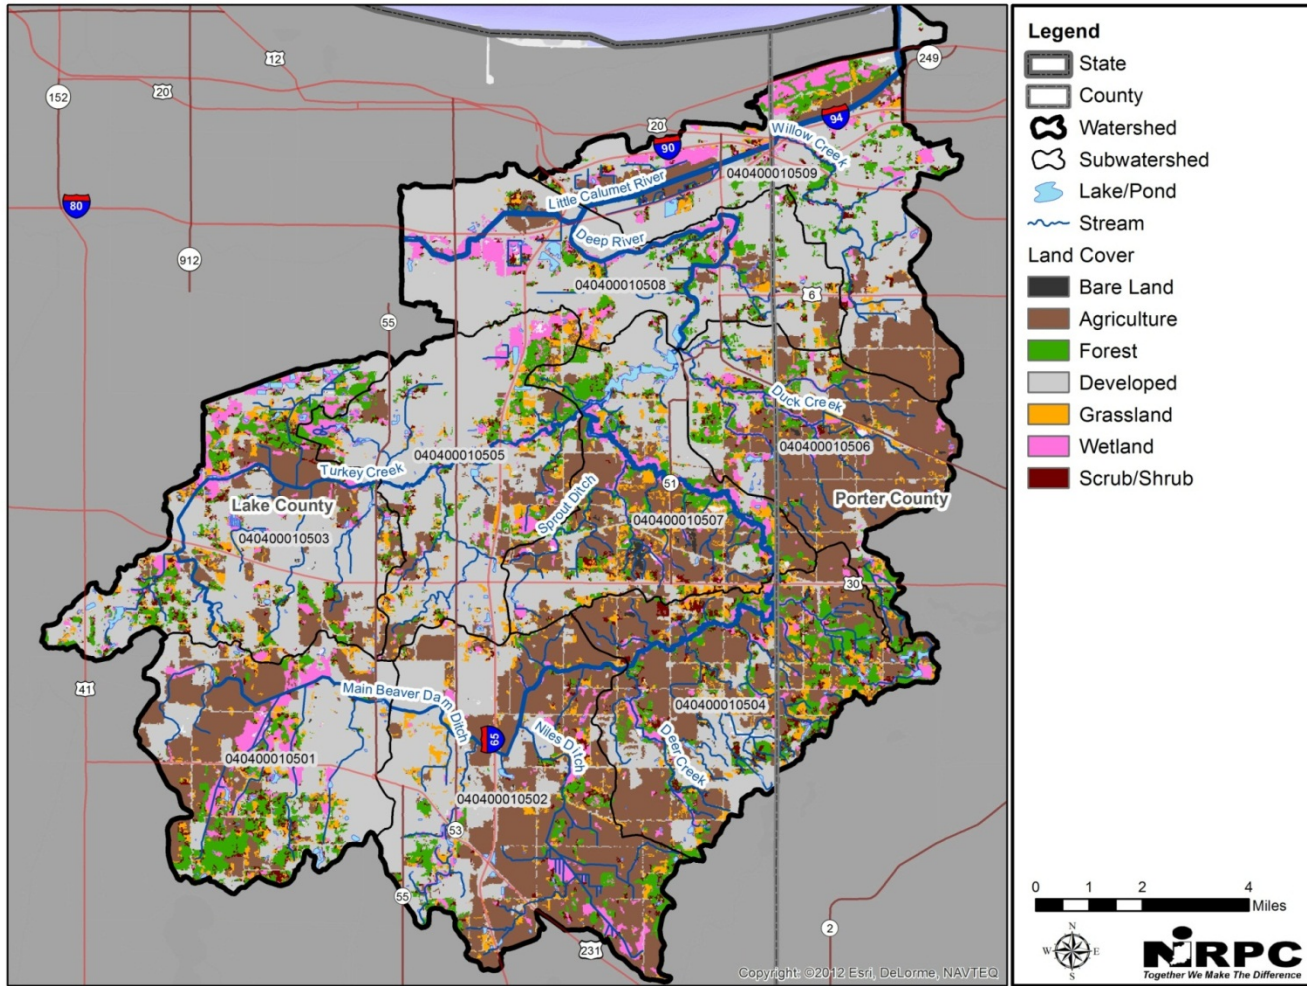 12
152
20
249
20
94
Willow Creek
90
040400010509
80
Little Calumet River
Deep River
912
040400010508
6
55
Duck Creek
040400010505
040400010506
Turkey Creek
51
Lake County
Sprout Ditch
040400010507
Porter County
040400010503
30
41
Main Beaver Dam Ditch
040400010504
Niles Ditch
65
Deer Creek
040400010501
040400010502
53
55
231
2
Copyright: ©2012 Esri, DeLorme, NAVTEQ
Legend
State
County
Watershed
Subwatershed
Lake/Pond
Stream
Land Cover
Bare Land
Agriculture
Forest
Developed
Grassland
Wetland
Scrub/Shrub
0 1 2 4
Miles
N
W E
S
NIRPC
Together We Make The Difference